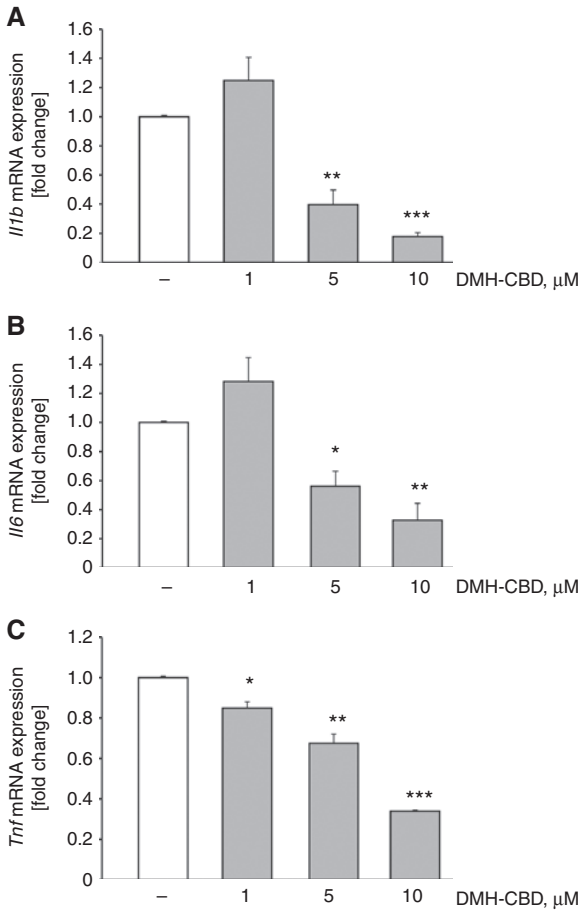 A
1.6
1.4
1.2
1.0
0.8
0.6
0.4
0.2
0
Il1b mRNA expression
[fold change]
**
***
– 1 5 10 DMH-CBD, µM
B
1.6
1.4
1.2
1.0
0.8
0.6
0.4
0.2
0
Il6 mRNA expression
[fold change]
*
**
– 1 5 10 DMH-CBD, µM
C
1.2
1.0
0.8
0.6
0.4
0.2
0
Tnf mRNA expression
[fold change]
*
**
***
– 1 5 10 DMH-CBD, µM